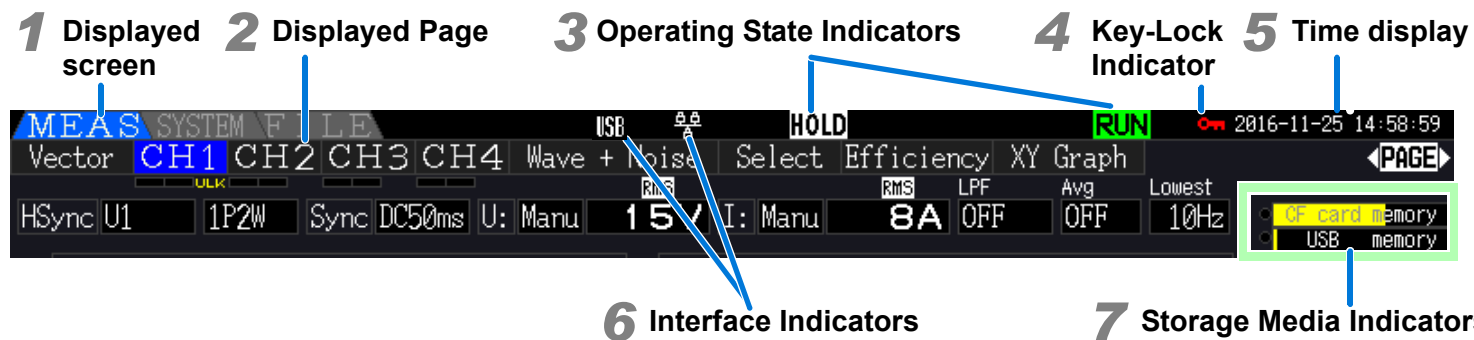 1 Displayed screen
2 Displayed Page
3 Operating State Indicators
4 Key-Lock Indicator
5 Time display
MEAS SYSTEM FILE USB HOLD RUN 2016-11-25 14:58:59
Vector CH1 CH2 CH3 CH4 Wave + Noise Select Efficiency XY Graph PAGE
ULK RMS RMS LPF Avg Lowest
HSync U1 1P2W Sync DC50ms U: Manu 15V I: Manu 8A OFF OFF 10Hz
CF card memory
USB memory
6 Interface Indicators
7 Storage Media Indicator